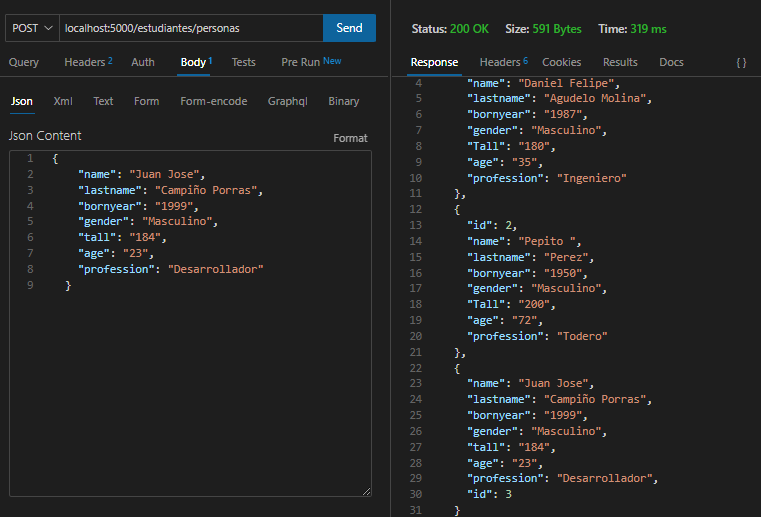 POST localhost:5000/estudiantes/personas Send
Query Headers 2 Auth Body 1 Tests Pre Run New
Json Xml Text Form Form-encode Graphql Binary
Json Content Format
1 {
2 "name": "Juan Jose",
3 "lastname": "Campiño Porras",
4 "bornyear": "1999",
5 "gender": "Masculino",
6 "tall": "184",
7 "age": "23",
8 "profession": "Desarrollador"
9 }
Status: 200 OK Size: 591 Bytes Time: 319 ms
Response Headers 6 Cookies Results Docs { }
4 "name": "Daniel Felipe",
5 "lastname": "Agudelo Molina",
6 "bornyear": "1987",
7 "gender": "Masculino",
8 "Tall": "180",
9 "age": "35",
10 "profession": "Ingeniero"
11 },
12 {
13 "id": 2,
14 "name": "Pepito ",
15 "lastname": "Perez",
16 "bornyear": "1950",
17 "gender": "Masculino",
18 "Tall": "200",
19 "age": "72",
20 "profession": "Todero"
21 },
22 {
23 "name": "Juan Jose",
24 "lastname": "Campiño Porras",
25 "bornyear": "1999",
26 "gender": "Masculino",
27 "tall": "184",
28 "age": "23",
29 "profession": "Desarrollador",
30 "id": 3
31 }